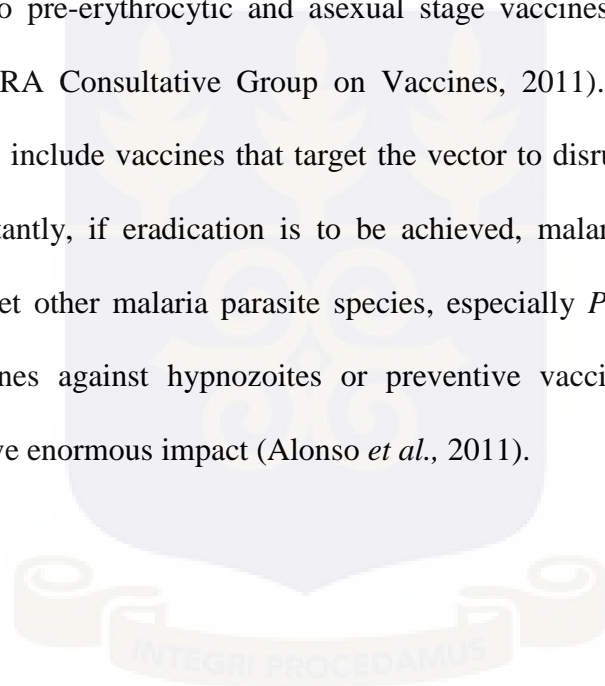 o pre-erythrocytic and asexual stage vaccines
RA Consultative Group on Vaccines, 2011).
include vaccines that target the vector to disru
tantly, if eradication is to be achieved, malar
et other malaria parasite species, especially P
nes against hypnozoites or preventive vacci
ve enormous impact (Alonso et al., 2011).
INTEGRI PROCEDAMUS